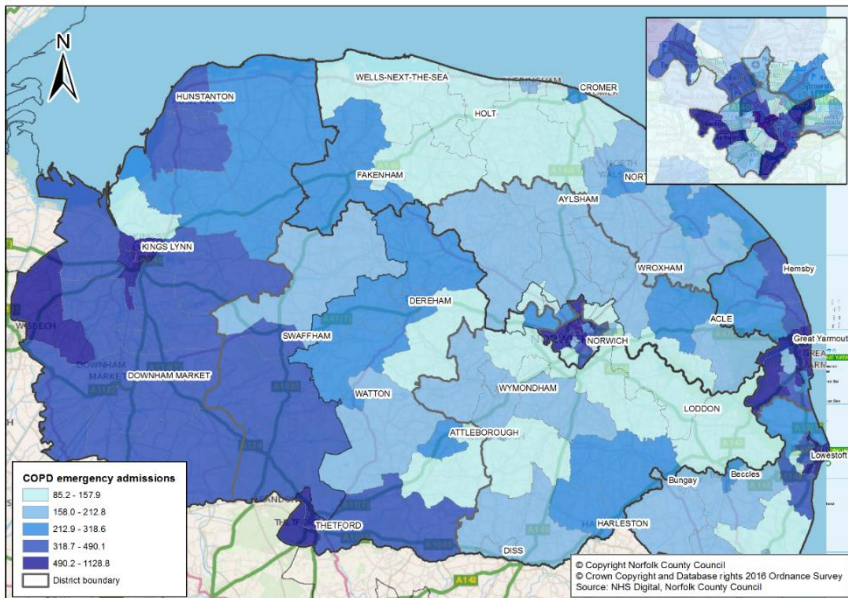 N
WELLS-NEXT-THE-SEA
CROMER
HUNSTANTON
HOLT
FAKENHAM
AYLSHAM
KINGS LYNN
WROXHAM
Hemsby
DEREHAM
ACLE
SWAFFHAM
NORWICH
Great Yarmout
DOWNHAM MARKET
WYMONDHAM
WATTON
LODDON
ATTLEBOROUGH
Lowestoft
Beccles
Bungay
THETFORD
HARLESTON
DISS
COPD emergency admissions
85.2 - 157.9
158.0 - 212.8
212.9 - 318.6
318.7 - 490.1
490.2 - 1128.8
District boundary
© Copyright Norfolk County Council
© Crown Copyright and Database rights 2016 Ordnance Survey
Source: NHS Digital, Norfolk County Council